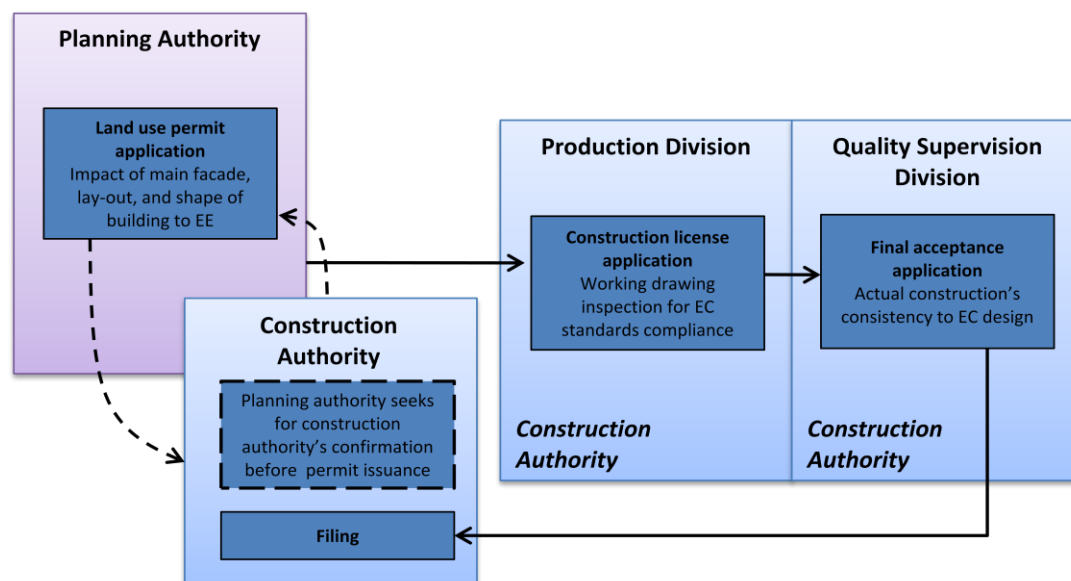 Planning Authority
Land use permit
application
Impact of main facade,
lay-out, and shape of
building to EE
Construction
Authority
Planning authority seeks
for construction
authority's confirmation
before permit issuance
Filing
Production Division
Construction license
application
Working drawing
inspection for EC
standards compliance
Construction
Authority
Quality Supervision
Division
Final acceptance
application
Actual construction's
consistency to EC design
Construction
Authority